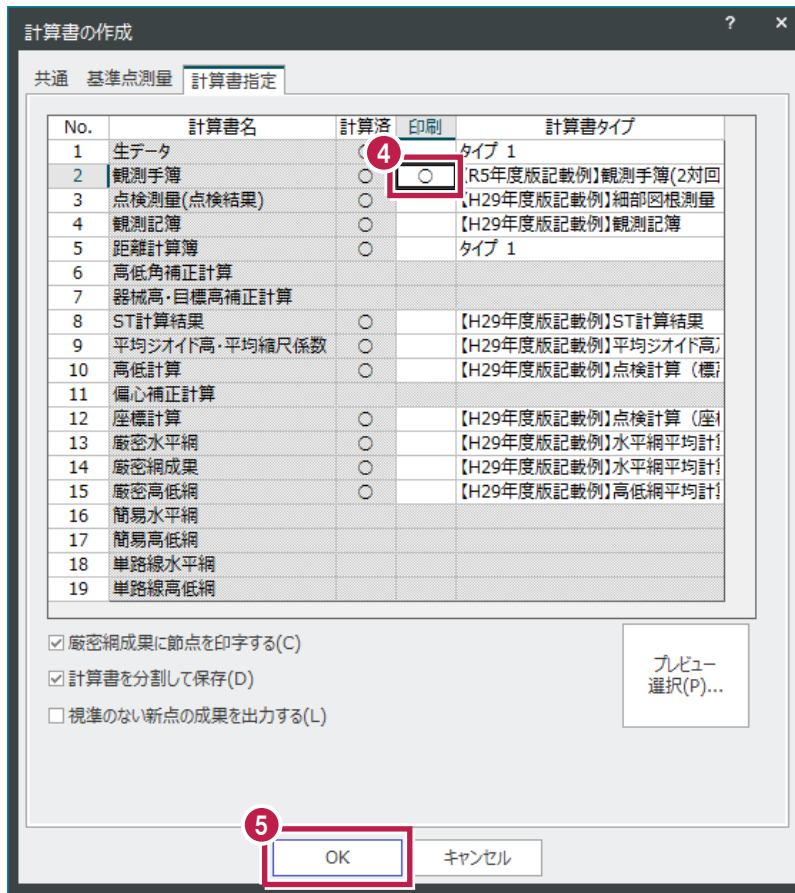 計算書の作成 ? ×
共通 基準点測量 計算書指定
No. 計算書名 計算済 印刷 計算書タイプ
1 生データ タイプ 1
4
2 観測手簿 ○ ○ 【R5年度版記載例】観測手簿(2対回
3 点検測量(点検結果) ○ 【H29年度版記載例】細部図根測量
4 観測記簿 ○ 【H29年度版記載例】観測記簿
5 距離計算簿 ○ タイプ 1
6 高低角補正計算
7 器械高・目標高補正計算
8 ST計算結果 ○ 【H29年度版記載例】ST計算結果
9 平均ジオイド高・平均縮尺係数 ○ 【H29年度版記載例】平均ジオイド高
10 高低計算 ○ 【H29年度版記載例】点検計算（標
11 偏心補正計算
12 座標計算 ○ 【H29年度版記載例】点検計算（座
13 厳密水平網 ○ 【H29年度版記載例】水平網平均計
14 厳密網成果 ○ 【H29年度版記載例】水平網平均計
15 厳密高低網 ○ 【H29年度版記載例】高低網平均計
16 簡易水平網
17 簡易高低網
18 単路線水平網
19 単路線高低網
厳密網成果に節点を印字する(C)
計算書を分割して保存(D)
視準のない新点の成果を出力する(L)
プレビュー
選択(P)...
5
OK キャンセル